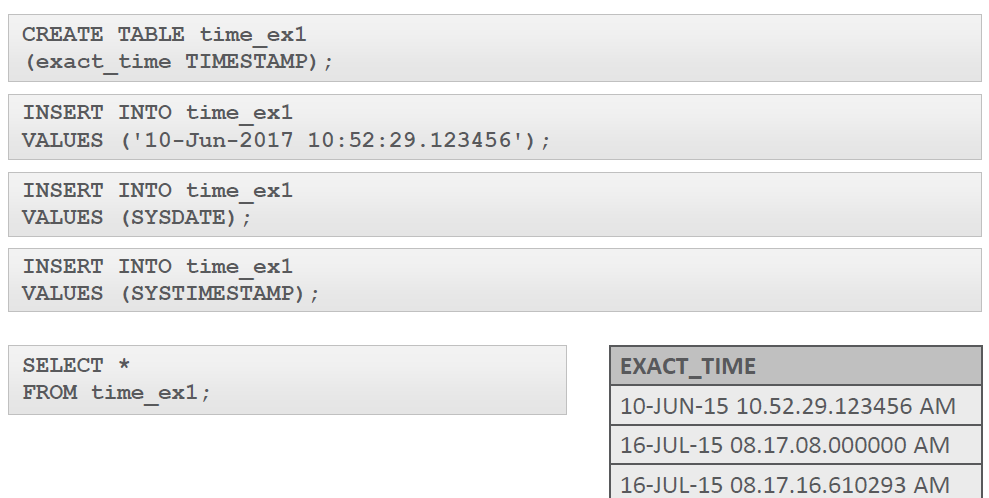 CREATE TABLE time_ex1
(exact_time TIMESTAMP);
INSERT INTO time_ex1
VALUES ('10-Jun-2017 10:52:29.123456');
INSERT INTO time_ex1
VALUES (SYSDATE);
INSERT INTO time_ex1
VALUES (SYSTIMESTAMP);
SELECT *
FROM time_ex1;
EXACT_TIME
10-JUN-15 10.52.29.123456 AM
16-JUL-15 08.17.08.000000 AM
16-JUL-15 08.17.16.610293 AM